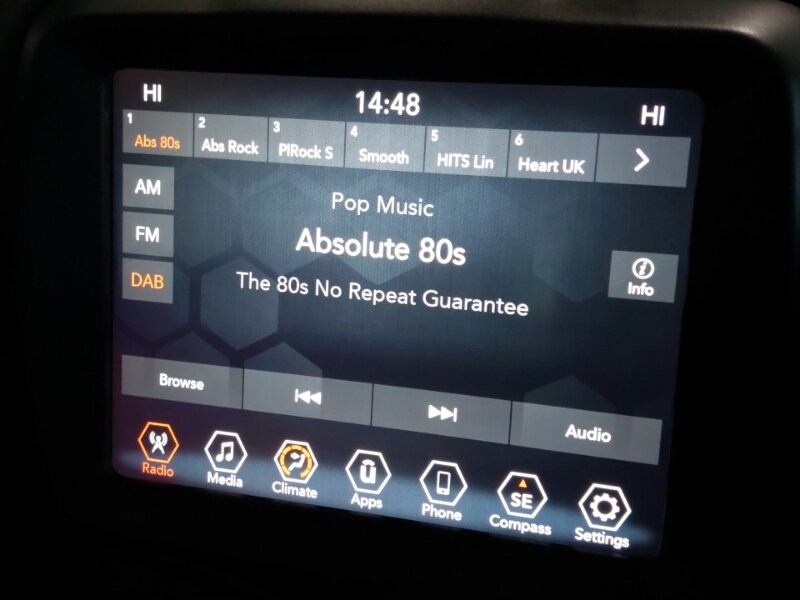 HI 14:48 HI
1 2 3 4 5 6
Abs 80s Abs Rock PlRock S Smooth HITS Lin Heart UK
AM
Pop Music
FM
Absolute 80s
DAB
The 80s No Repeat Guarantee
Info
Browse Audio
Radio Media Climate Apps Phone Compass Settings
û
SE